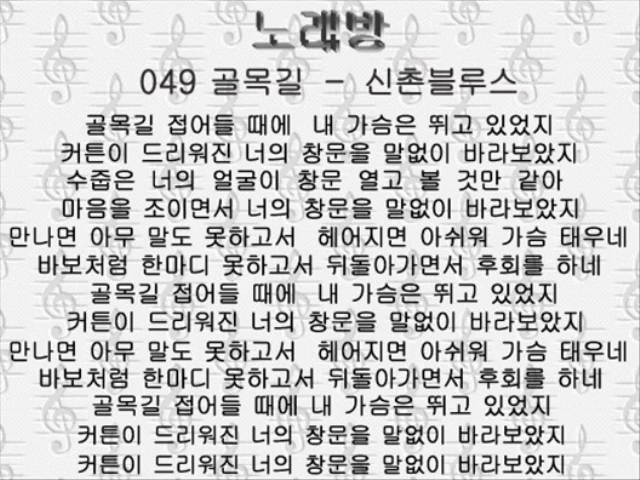 노래방
049 골목길 - 신촌블루스
골목길 접어들 때에 내 가슴은 뛰고 있었지
커튼이 드리워진 너의 창문을 말없이 바라보았지
수줍은 너의 얼굴이 창문 열고 볼 것만 같아
마음을 조이면서 너의 창문을 말없이 바라보았지
만나면 아무 말도 못하고서 헤어지면 아쉬워 가슴 태우네
바보처럼 한마디 못하고서 뒤돌아가면서 후회를 하네
골목길 접어들 때에 내 가슴은 뛰고 있었지
커튼이 드리워진 너의 창문을 말없이 바라보았지
만나면 아무 말도 못하고서 헤어지면 아쉬워 가슴 태우네
바보처럼 한마디 못하고서 뒤돌아가면서 후회를 하네
골목길 접어들 때에 내 가슴은 뛰고 있었지
커튼이 드리워진 너의 창문을 말없이 바라보았지
커튼이 드리워진 너의 창문을 말없이 바라보았지